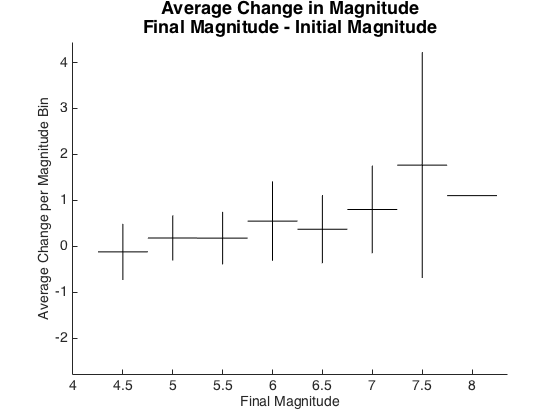 Average Change in Magnitude
Final Magnitude - Initial Magnitude
Average Change per Magnitude Bin
4
3
2
1
0
-1
-2
4 4.5 5 5.5 6 6.5 7 7.5 8
Final Magnitude